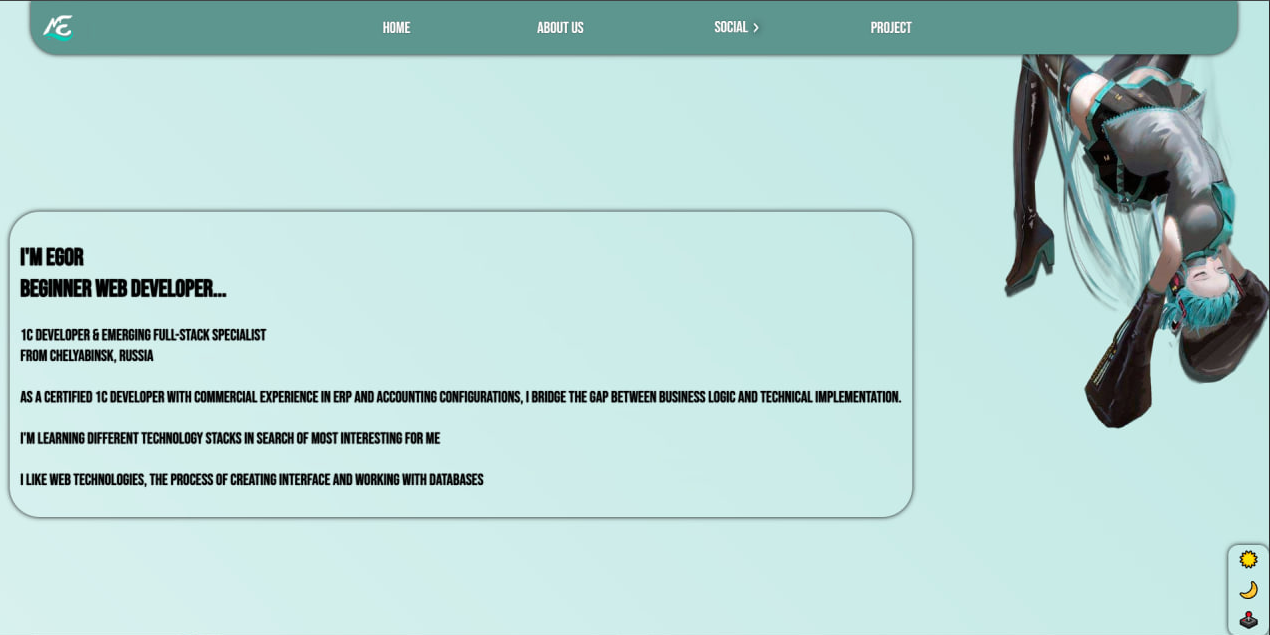 HOME
ABOUT US
SOCIAL >
PROJECT
I'M EGOR
BEGINNER WEB DEVELOPER...
1C DEVELOPER & EMERGING FULL-STACK SPECIALIST
FROM CHELYABINSK, RUSSIA
AS A CERTIFIED 1C DEVELOPER WITH COMMERCIAL EXPERIENCE IN ERP AND ACCOUNTING CONFIGURATIONS, I BRIDGE THE GAP BETWEEN BUSINESS LOGIC AND TECHNICAL IMPLEMENTATION.
I'M LEARNING DIFFERENT TECHNOLOGY STACKS IN SEARCH OF MOST INTERESTING FOR ME
I LIKE WEB TECHNOLOGIES, THE PROCESS OF CREATING INTERFACE AND WORKING WITH DATABASES